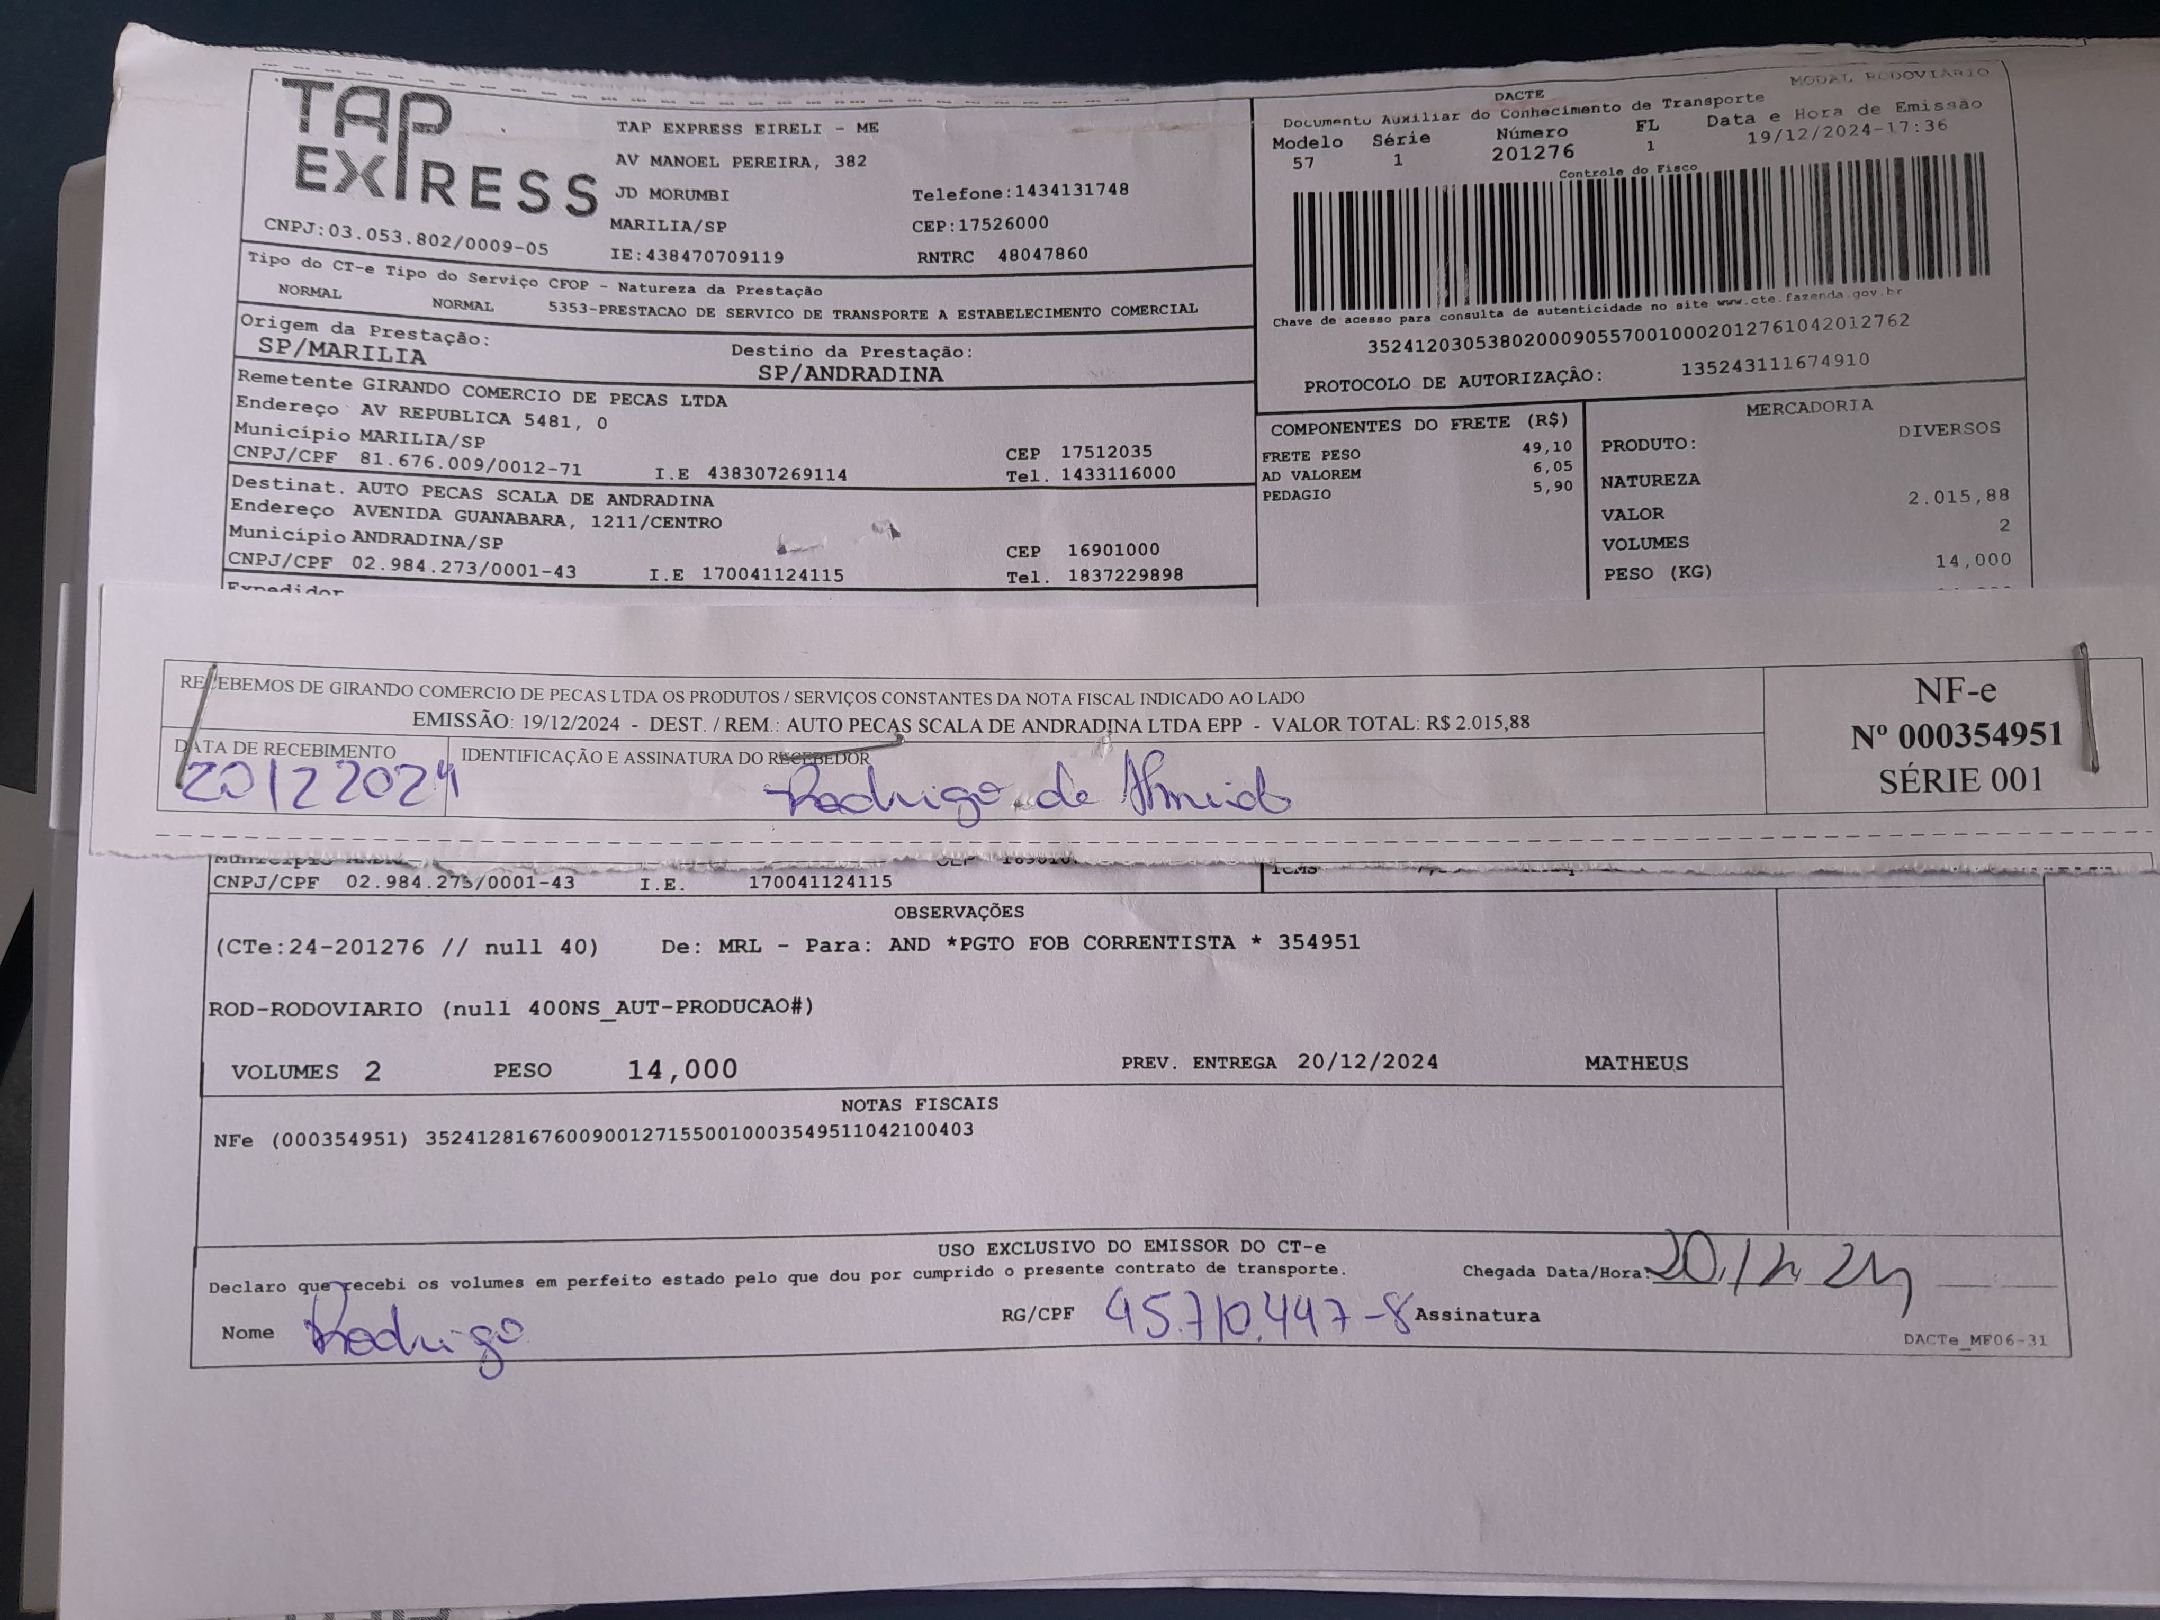 TAP EXPRESS
TAP EXPRESS EIRELI - ME
AV MANOEL PEREIRA, 382
JD MORUMBI Telefone:1434131748
MARILIA/SP CEP:17526000
CNPJ:03.053.802/0009-05 IE:438470709119 RNTRC 48047860
MODAL RODOVIÁRIO
DACTE
Documento Auxiliar do Conhecimento de Transporte
Modelo Série Número FL Data e Hora de Emissão
57 1 201276 1 19/12/2024-17:36
Controle do Fisco
Chave de acesso para consulta de autenticidade no site www.cte.fazenda.gov.br
35241203053802000905570010002012761042012762
PROTOCOLO DE AUTORIZAÇÃO: 135243111674910
Tipo do CT-e Tipo do Serviço CFOP - Natureza da Prestação
NORMAL NORMAL 5353-PRESTACAO DE SERVICO DE TRANSPORTE A ESTABELECIMENTO COMERCIAL
Origem da Prestação: Destino da Prestação:
SP/MARILIA SP/ANDRADINA
Remetente GIRANDO COMERCIO DE PECAS LTDA
Endereço AV REPUBLICA 5481, 0
Município MARILIA/SP CEP 17512035
CNPJ/CPF 81.676.009/0012-71 I.E 438307269114 Tel. 1433116000
Destinat. AUTO PECAS SCALA DE ANDRADINA
Endereço AVENIDA GUANABARA, 1211/CENTRO
Município ANDRADINA/SP CEP 16901000
CNPJ/CPF 02.984.273/0001-43 I.E 170041124115 Tel. 1837229898
Expedidor
COMPONENTES DO FRETE (R$)
FRETE PESO 49,10
AD VALOREM 6,05
PEDAGIO 5,90
MERCADORIA
PRODUTO: DIVERSOS
NATUREZA
VALOR 2.015,88
VOLUMES 2
PESO (KG) 14,000
RECEBEMOS DE GIRANDO COMERCIO DE PECAS LTDA OS PRODUTOS / SERVIÇOS CONSTANTES DA NOTA FISCAL INDICADO AO LADO
EMISSÃO: 19/12/2024 - DEST. / REM.: AUTO PECAS SCALA DE ANDRADINA LTDA EPP - VALOR TOTAL: R$ 2.015,88
DATA DE RECEBIMENTO IDENTIFICAÇÃO E ASSINATURA DO RECEBEDOR
20122024 Rodrigo de Almeida
NF-e
Nº 000354951
SÉRIE 001
CNPJ/CPF 02.984.273/0001-43 I.E. 170041124115
OBSERVAÇÕES
(CTe:24-201276 // null 40) De: MRL - Para: AND *PGTO FOB CORRENTISTA * 354951
ROD-RODOVIARIO (null 400NS_AUT-PRODUCAO#)
VOLUMES 2 PESO 14,000 PREV. ENTREGA 20/12/2024 MATHEUS
NOTAS FISCAIS
NFe (000354951) 35241281676009001271550010003549511042100403
USO EXCLUSIVO DO EMISSOR DO CT-e
Declaro que recebi os volumes em perfeito estado pelo que dou por cumprido o presente contrato de transporte. Chegada Data/Hora: 20/12/24
Nome Rodrigo RG/CPF 45.710.447-8 Assinatura
DACTe_MF06-31